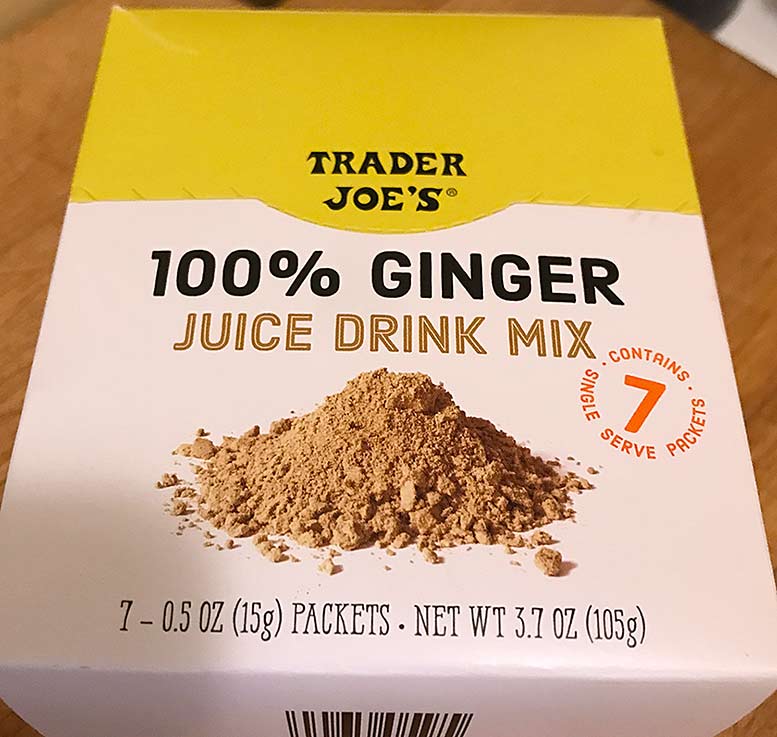 TRADER
JOE'S®
100% GINGER
JUICE DRINK MIX
· CONTAINS ·
7
SINGLE SERVE PACKETS
7 – 0.5 OZ (15g) PACKETS • NET WT 3.7 OZ (105g)